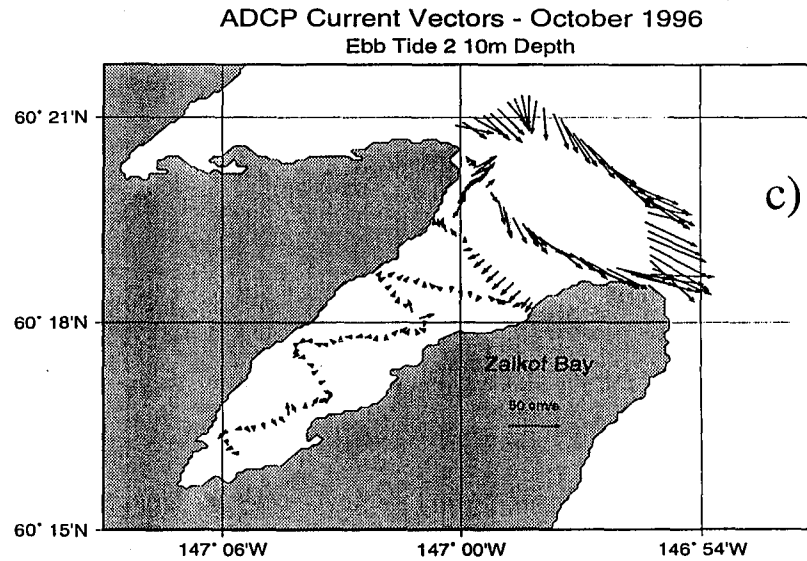 ADCP Current Vectors - October 1996
Ebb Tide 2 10m Depth
60° 21'N
c)
60° 18'N
Zaikof Bay
50 cm/s
60° 15'N
147° 06'W
147° 00'W
146° 54'W